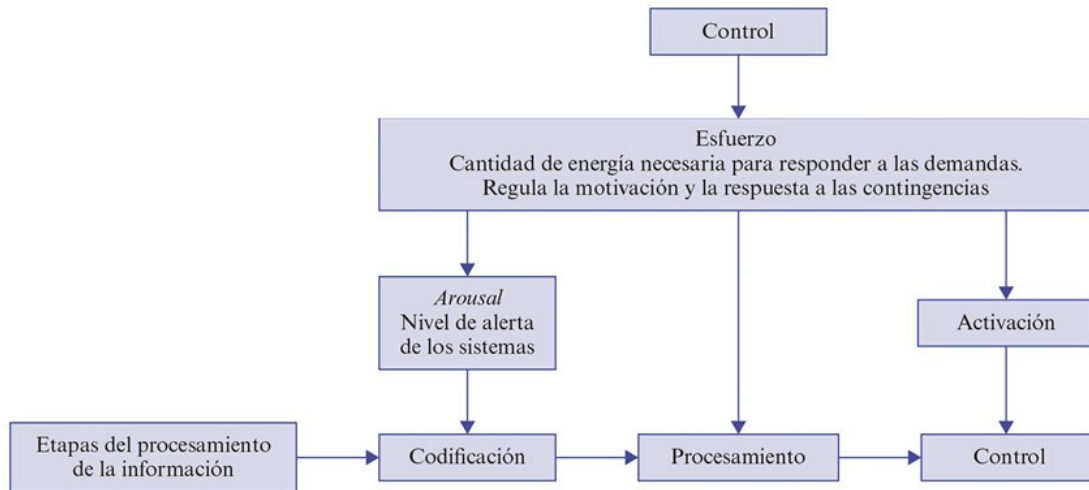 Control
Esfuerzo
Cantidad de energía necesaria para responder a las demandas.
Regula la motivación y la respuesta a las contingencias
Arousal
Nivel de alerta
de los sistemas
Activación
Etapas del procesamiento
de la información
Codificación
Procesamiento
Control